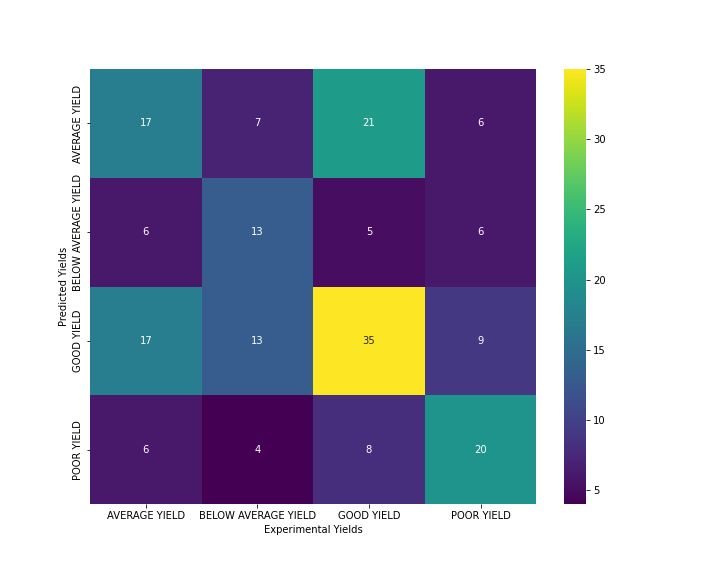 AVERAGE YIELD 17 7 21 6
BELOW AVERAGE YIELD 6 13 5 6
GOOD YIELD 17 13 35 9
POOR YIELD 6 4 8 20
Predicted Yields
AVERAGE YIELD BELOW AVERAGE YIELD GOOD YIELD POOR YIELD
Experimental Yields
35
30
25
20
15
10
5